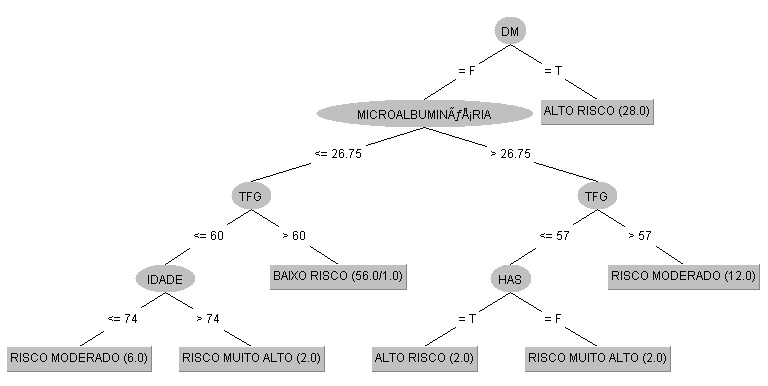 DM
= F
= T
MICROALBUMINÃƒÅ¡RIA
ALTO RISCO (28.0)
<= 26.75
> 26.75
TFG
TFG
<= 60
> 60
<= 57
> 57
IDADE
BAIXO RISCO (56.0/1.0)
HAS
RISCO MODERADO (12.0)
<= 74
> 74
= T
= F
RISCO MODERADO (6.0)
RISCO MUITO ALTO (2.0)
ALTO RISCO (2.0)
RISCO MUITO ALTO (2.0)